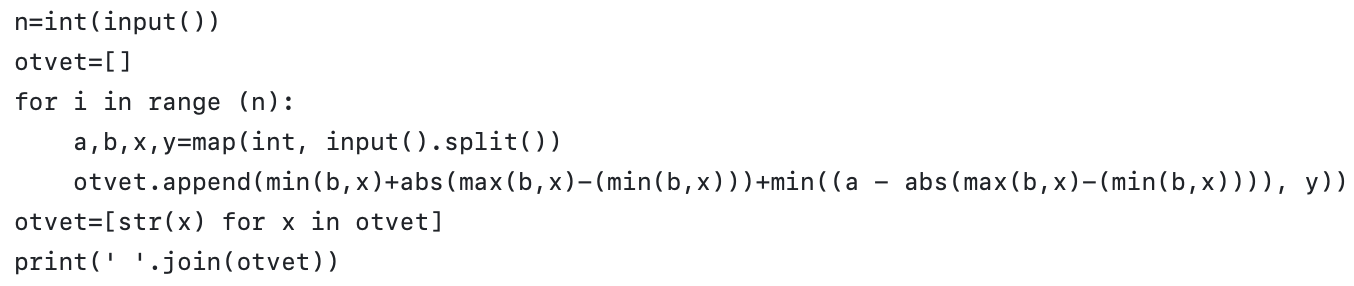 n=int(input())
otvet=[]
for i in range (n):
    a,b,x,y=map(int, input().split())
    otvet.append(min(b,x)+abs(max(b,x)-(min(b,x)))+min((a - abs(max(b,x)-(min(b,x)))), y))
otvet=[str(x) for x in otvet]
print(' '.join(otvet))